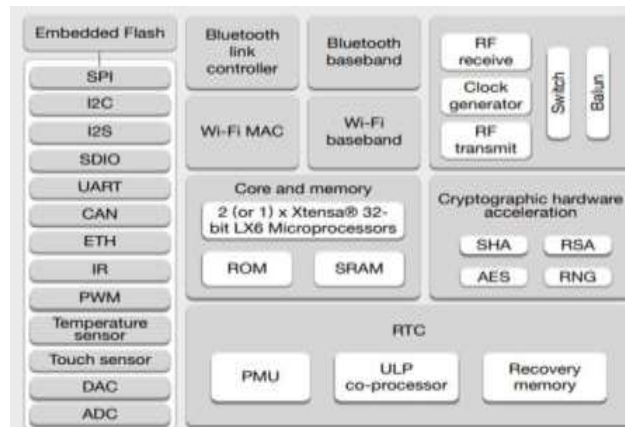 Embedded Flash
SPI
I2C
I2S
SDIO
UART
CAN
ETH
IR
PWM
Temperature
sensor
Touch sensor
DAC
ADC
Bluetooth
link
controller
Bluetooth
baseband
Wi-Fi MAC
Wi-Fi
baseband
RF
receive
Clock
generator
RF
transmit
Switch
Balun
Core and memory
2 (or 1) x Xtensa® 32-
bit LX6 Microprocessors
ROM
SRAM
Cryptographic hardware
acceleration
SHA
RSA
AES
RNG
RTC
PMU
ULP
co-processor
Recovery
memory